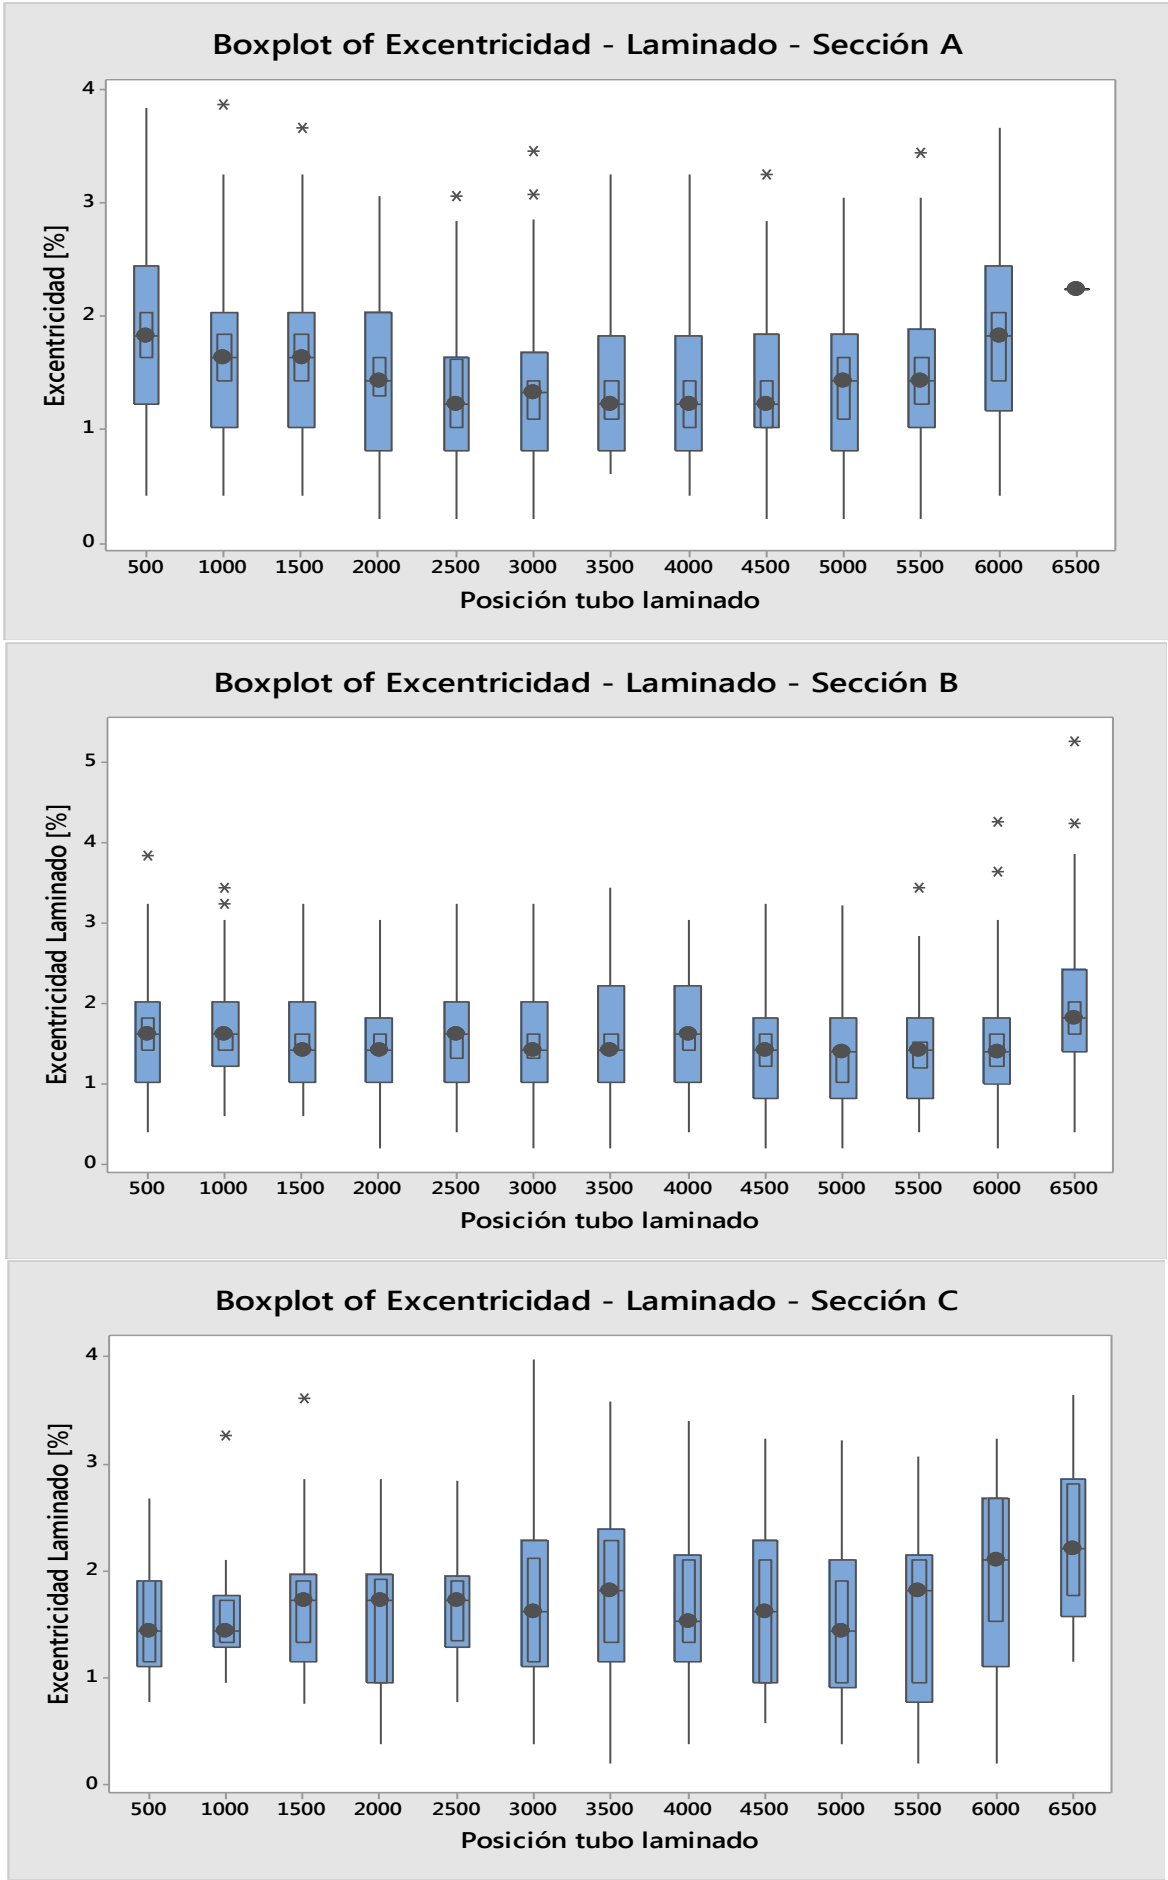 Boxplot of Excentricidad - Laminado - Sección A
Excentricidad [%]
4
3
2
1
0
500 1000 1500 2000 2500 3000 3500 4000 4500 5000 5500 6000 6500
Posición tubo laminado
Boxplot of Excentricidad - Laminado - Sección B
Excentricidad Laminado [%]
5
4
3
2
1
0
500 1000 1500 2000 2500 3000 3500 4000 4500 5000 5500 6000 6500
Posición tubo laminado
Boxplot of Excentricidad - Laminado - Sección C
Excentricidad Laminado [%]
4
3
2
1
0
500 1000 1500 2000 2500 3000 3500 4000 4500 5000 5500 6000 6500
Posición tubo laminado